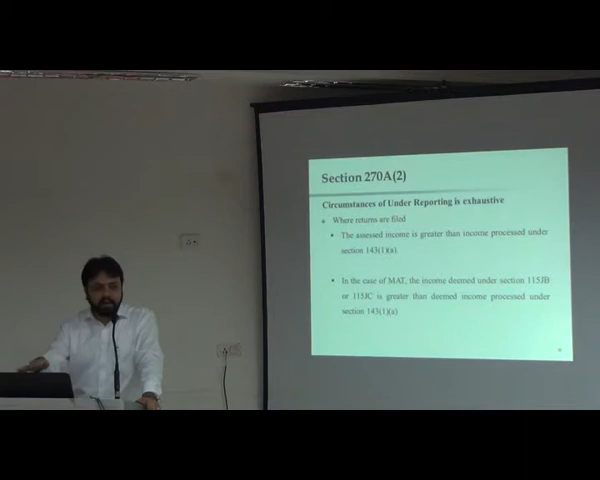 Section 270A(2)
Circumstances of Under Reporting is exhaustive
Where returns are filed
The assessed income is greater than income processed under
section 143(1)(a).
In the case of MAT, the income deemed under section 115JB
or 115JC is greater than deemed income processed under
section 143(1)(a)